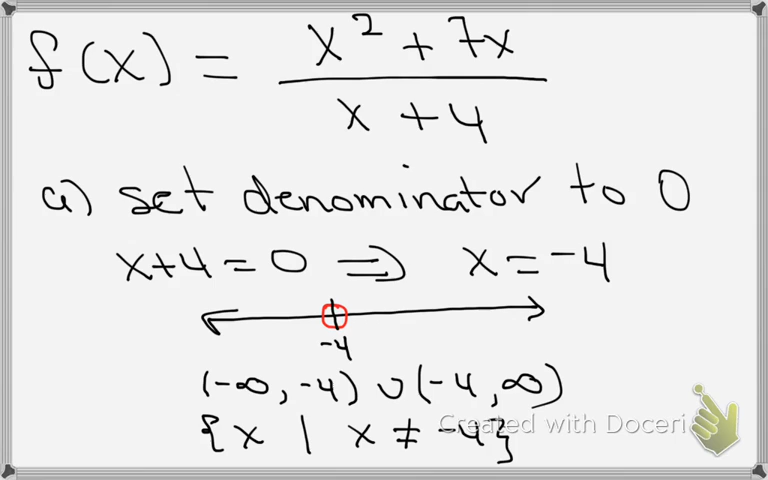 f(x) = x² + 7x / x + 4
a) set denominator to 0
x+4 = 0 ⇒ x = -4
-4
(-∞, -4) ∪ (-4, ∞)
{x | x ≠ -4}
Created with Doceri